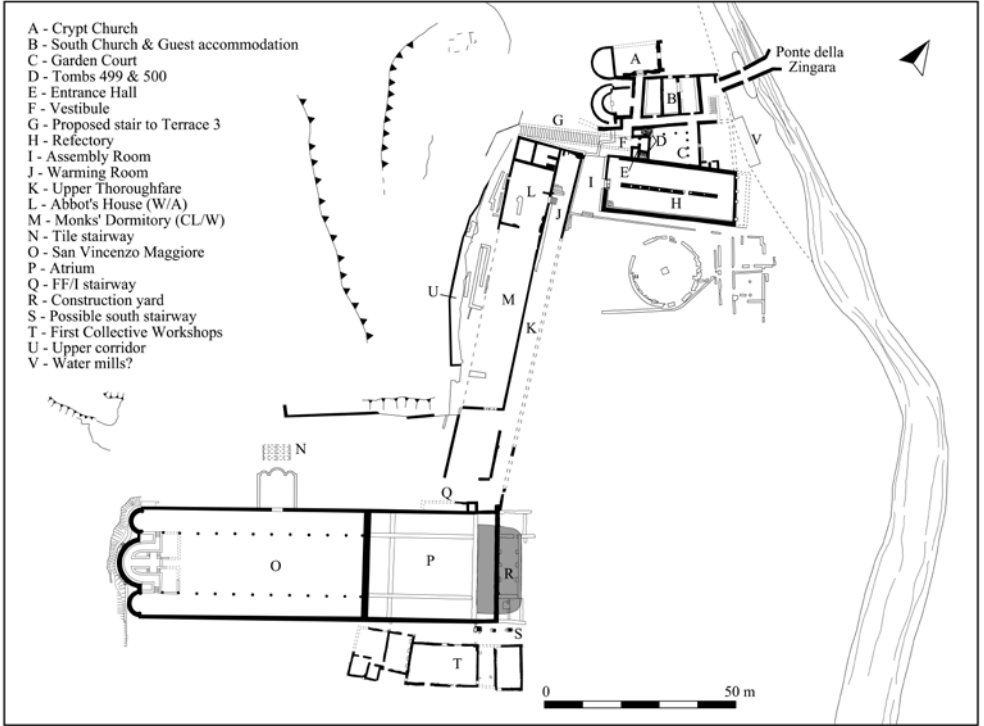 A - Crypt Church
B - South Church & Guest accommodation
C - Garden Court
D - Tombs 499 & 500
E - Entrance Hall
F - Vestibule
G - Proposed stair to Terrace 3
H - Refectory
I - Assembly Room
J - Warming Room
K - Upper Thoroughfare
L - Abbot's House (W/A)
M - Monks' Dormitory (CL/W)
N - Tile stairway
O - San Vincenzo Maggiore
P - Atrium
Q - FF/I stairway
R - Construction yard
S - Possible south stairway
T - First Collective Workshops
U - Upper corridor
V - Water mills?
Ponte della
Zingara
A
B
G
F
D
C
V
E
I
H
L
J
U
M
K
N
Q
O
P
R
S
T
0 50 m